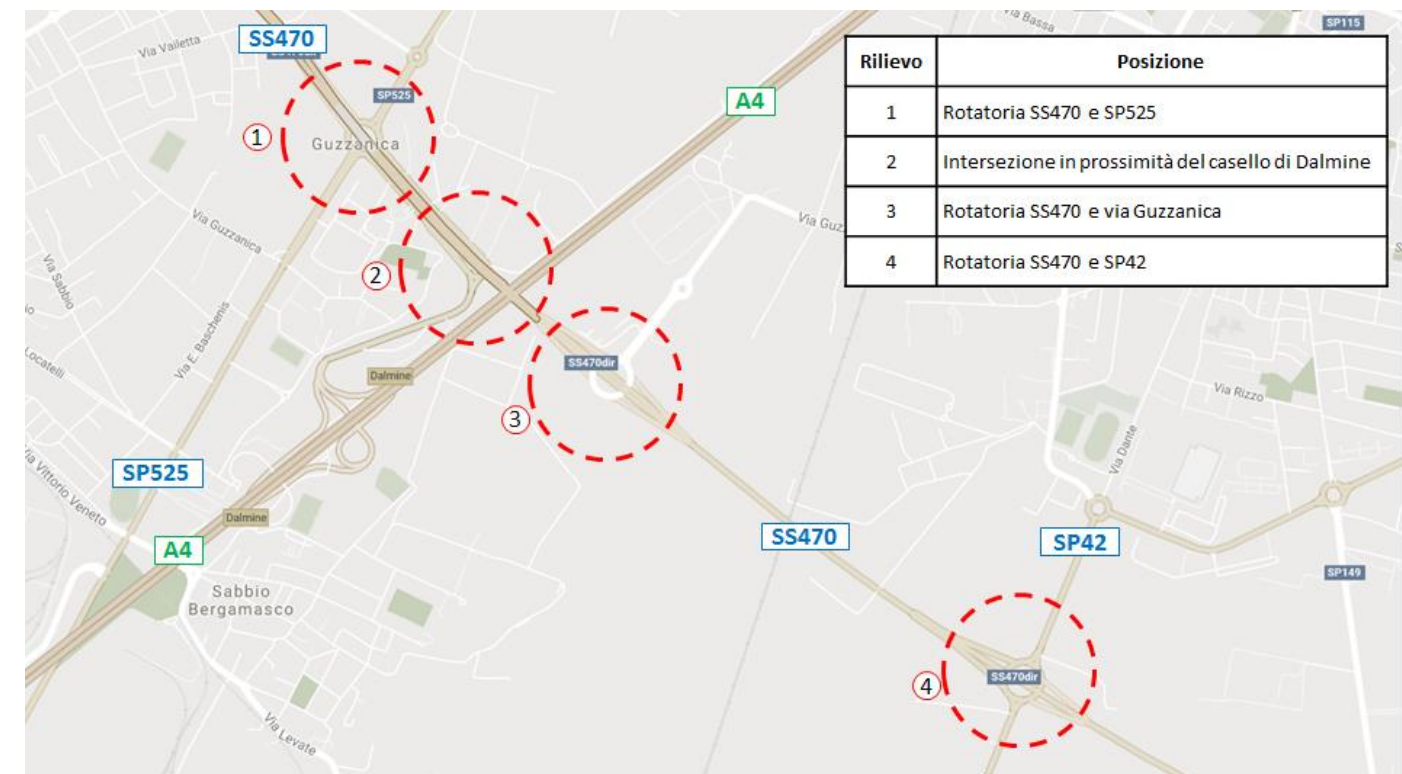 Via Bassa
SP115
Via Valletta
SS470
Rilievo Posizione
1 Rotatoria SS470 e SP525
2 Intersezione in prossimità del casello di Dalmine
3 Rotatoria SS470 e via Guzzanica
4 Rotatoria SS470 e SP42
SP525
A4
1
Guzzanica
Via Guzzanica
Via Guz
2
Via Sabbio
Via E. Baschenis
Locatelli
SS470dir
Dalmine
Via Rizzo
3
Via Dante
SP525
Via Vittorio Veneto
Dalmine
SS470
SP42
A4
SP149
Sabbio
Bergamasco
SS470dir
4
Via Levate